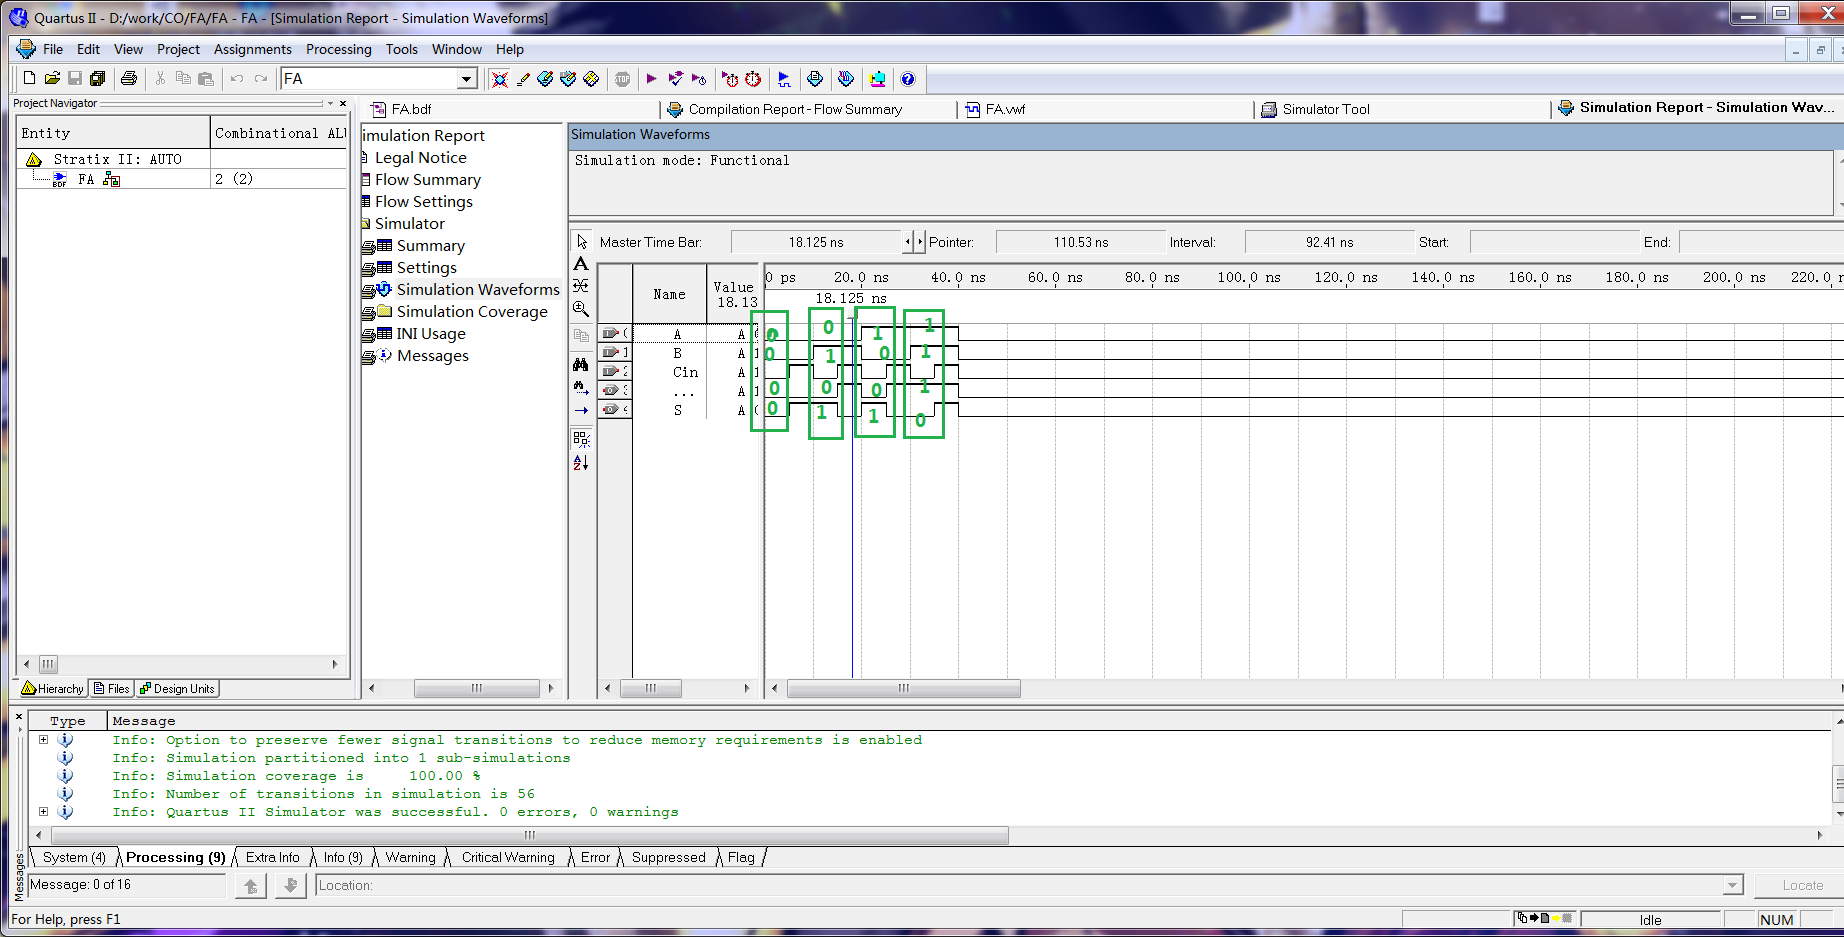 Quartus II - D:/work/CO/FA/FA - FA - [Simulation Report - Simulation Waveforms]
File Edit View Project Assignments Processing Tools Window Help
FA
STOP
Project Navigator
Entity Combinational AL
Stratix II: AUTO
BDF FA 2 (2)
Hierarchy Files Design Units
FA.bdf Compilation Report - Flow Summary FA.vwf Simulator Tool Simulation Report - Simulation Wav...
imulation Report
Legal Notice
Flow Summary
Flow Settings
Simulator
Summary
Settings
Simulation Waveforms
Simulation Coverage
INI Usage
Messages
Simulation Waveforms
Simulation mode: Functional
Master Time Bar: 18.125 ns Pointer: 110.53 ns Interval: 92.41 ns Start: End:
Name Value 18.13
0 ps 20.0 ns 40.0 ns 60.0 ns 80.0 ns 100.0 ns 120.0 ns 140.0 ns 160.0 ns 180.0 ns 200.0 ns 220.0
18.125 ns
A A 0 0 1 1
B A 1 0 1 0 1
Cin A 1
... A 1 0 0 0 1
S A 0 1 1 0
Type Message
Info: Option to preserve fewer signal transitions to reduce memory requirements is enabled
Info: Simulation partitioned into 1 sub-simulations
Info: Simulation coverage is 100.00 %
Info: Number of transitions in simulation is 56
Info: Quartus II Simulator was successful. 0 errors, 0 warnings
System (4) Processing (9) Extra Info Info (9) Warning Critical Warning Error Suppressed Flag
Messages
Message: 0 of 16 Location: Locate
For Help, press F1 Idle NUM